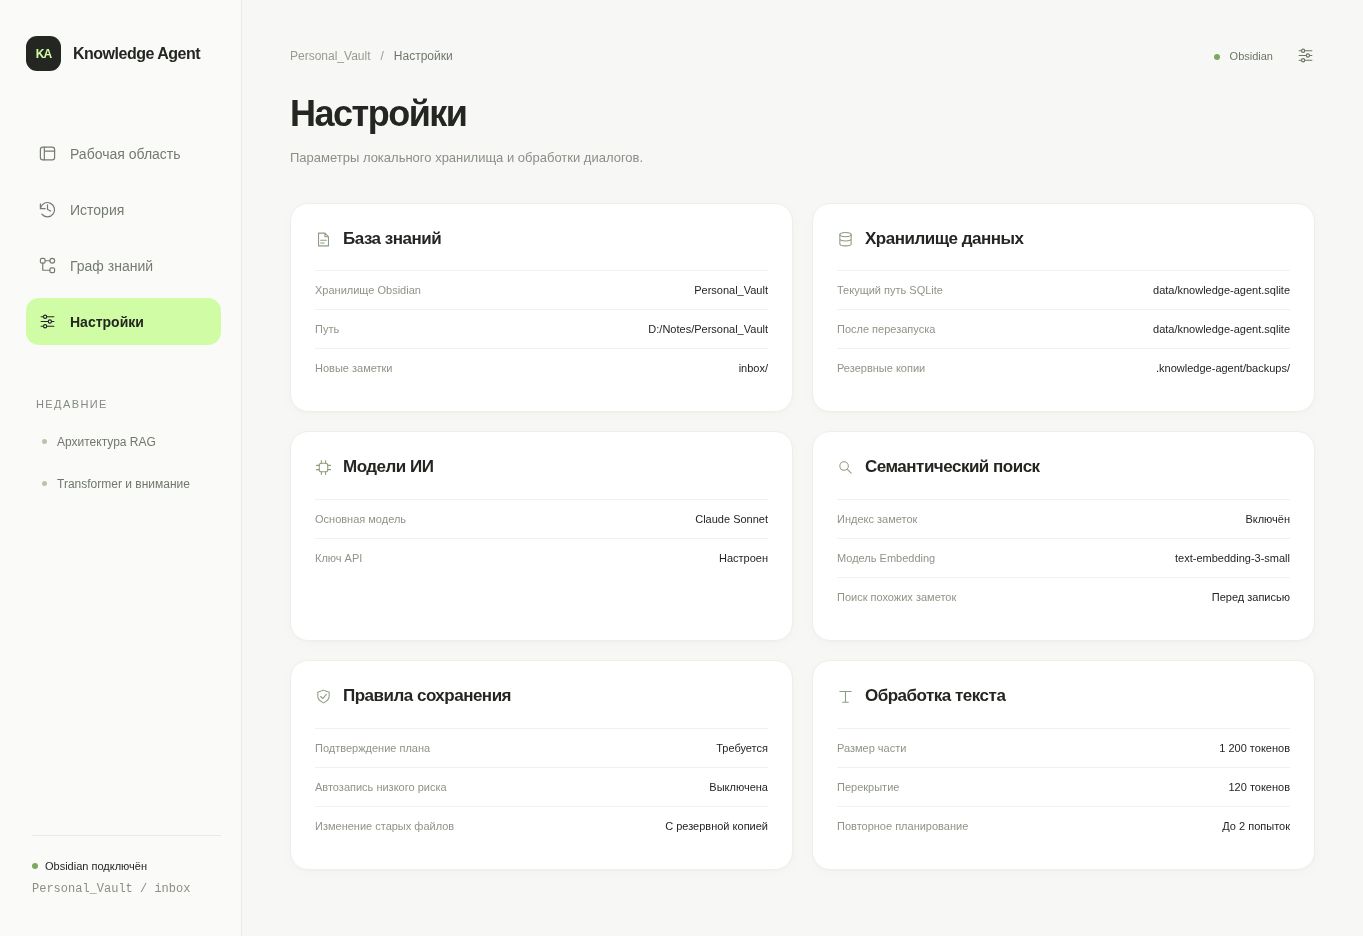 KA
Knowledge Agent
Рабочая область
История
Граф знаний
Настройки
НЕДАВНИЕ
Архитектура RAG
Transformer и внимание
Obsidian подключён
Personal_Vault / inbox
Personal_Vault / Настройки
Obsidian
Настройки
Параметры локального хранилища и обработки диалогов.
База знаний
Хранилище Obsidian Personal_Vault
Путь D:/Notes/Personal_Vault
Новые заметки inbox/
Хранилище данных
Текущий путь SQLite data/knowledge-agent.sqlite
После перезапуска data/knowledge-agent.sqlite
Резервные копии .knowledge-agent/backups/
Модели ИИ
Основная модель Claude Sonnet
Ключ API Настроен
Семантический поиск
Индекс заметок Включён
Модель Embedding text-embedding-3-small
Поиск похожих заметок Перед записью
Правила сохранения
Подтверждение плана Требуется
Автозапись низкого риска Выключена
Изменение старых файлов С резервной копией
Обработка текста
Размер части 1 200 токенов
Перекрытие 120 токенов
Повторное планирование До 2 попыток